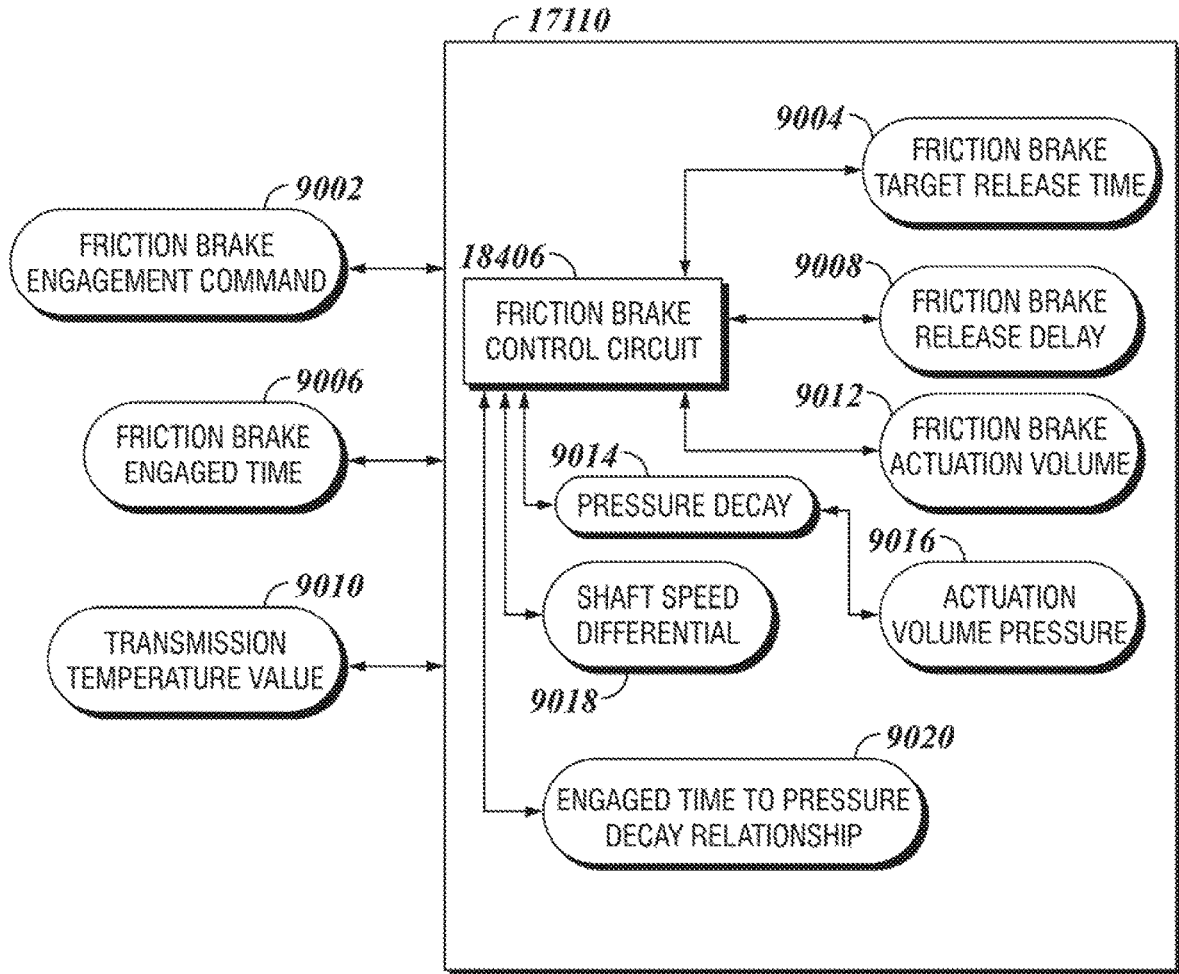 17110
9004
FRICTION BRAKE
TARGET RELEASE TIME
9002
FRICTION BRAKE
ENGAGEMENT COMMAND
18406
FRICTION BRAKE
CONTROL CIRCUIT
9008
FRICTION BRAKE
RELEASE DELAY
9006
FRICTION BRAKE
ENGAGED TIME
9012
FRICTION BRAKE
ACTUATION VOLUME
9014
PRESSURE DECAY
9016
ACTUATION
VOLUME PRESSURE
9010
TRANSMISSION
TEMPERATURE VALUE
SHAFT SPEED
DIFFERENTIAL
9018
9020
ENGAGED TIME TO PRESSURE
DECAY RELATIONSHIP